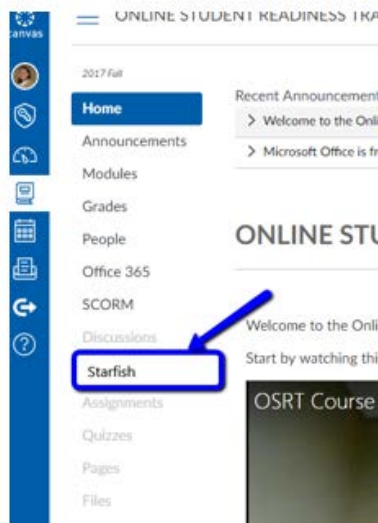 canvas
ONLINE STUDENT READINESS TRA
2017 Fall
Home
Announcements
Modules
Grades
People
Office 365
SCORM
Discussions
Starfish
Assignments
Quizzes
Pages
Files
Recent Announcement
Welcome to the Onli
Microsoft Office is fr
ONLINE STU
Welcome to the Onli
Start by watching thi
OSRT Course